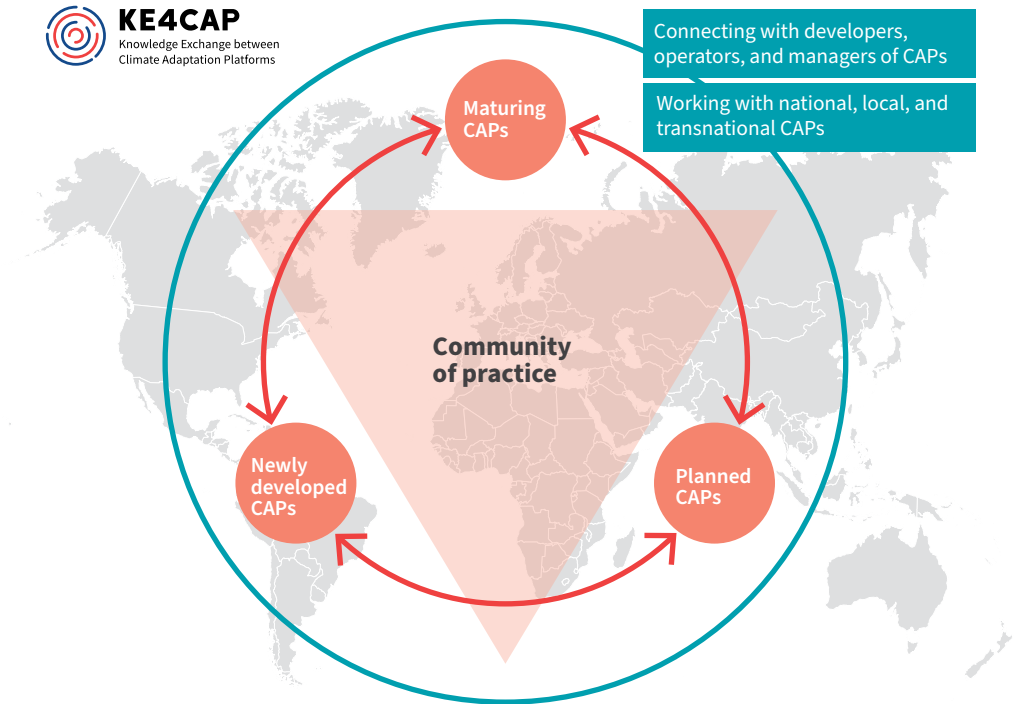 KE4CAP
Knowledge Exchange between
Climate Adaptation Platforms
Connecting with developers,
operators, and managers of CAPs
Working with national, local, and
transnational CAPs
Maturing
CAPs
Community
of practice
Newly
developed
CAPs
Planned
CAPs